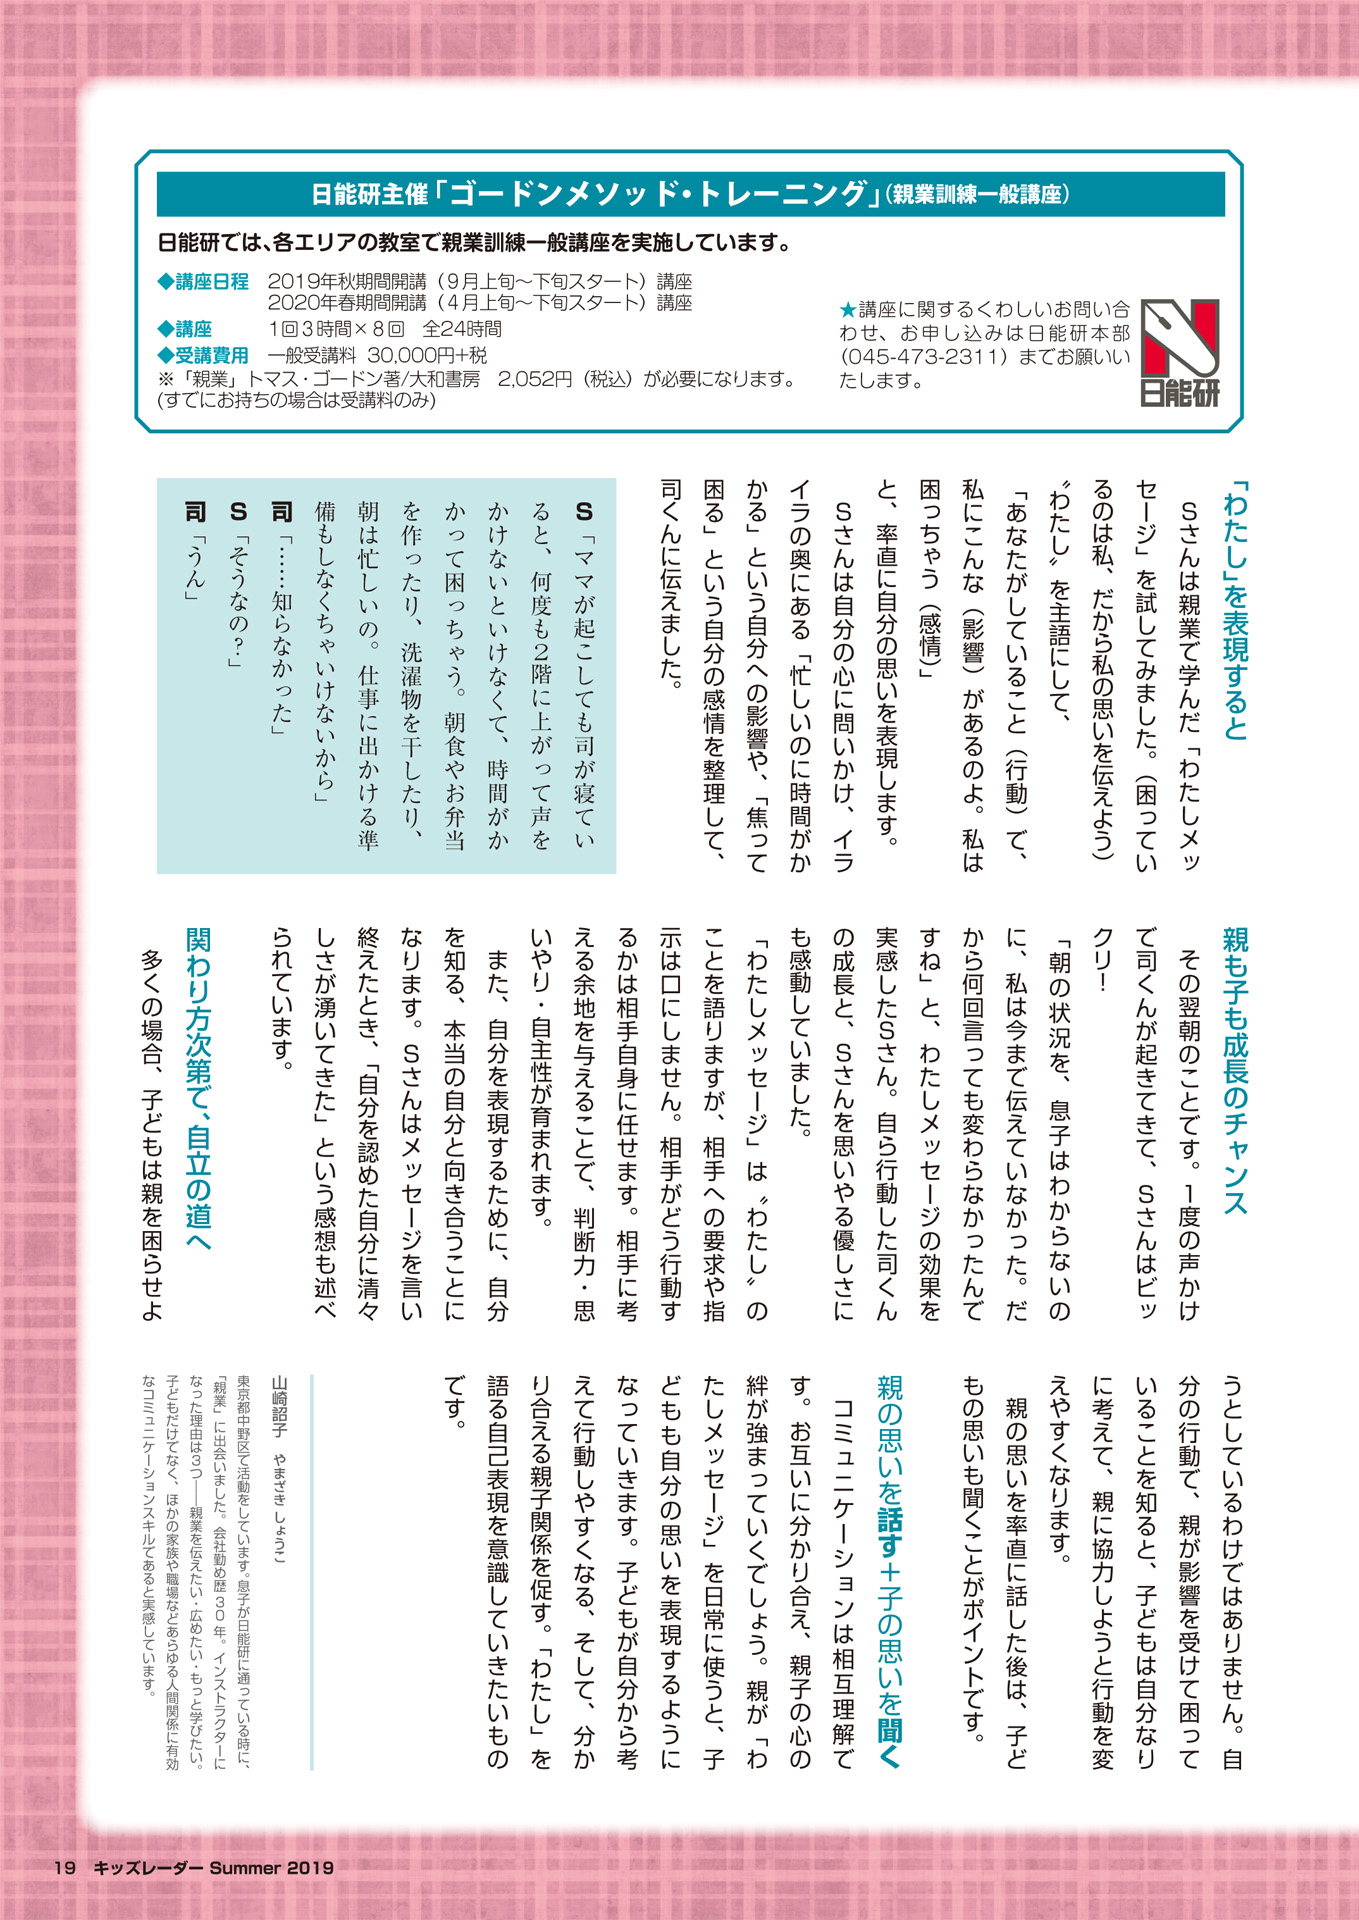 日能研主催「ゴードンメソッド・トレーニング」（親業訓練一般講座）
日能研では、各エリアの教室で親業訓練一般講座を実施しています。
◆講座日程　2019年秋期間開講（９月上旬～下旬スタート）講座
2020年春期間開講（４月上旬～下旬スタート）講座
◆講座　１回３時間×８回　全24時間
◆受講費用　一般受講料 30,000円+税
※「親業」トマス・ゴードン著/大和書房　2,052円（税込）が必要になります。
(すでにお持ちの場合は受講料のみ)
★講座に関するくわしいお問い合
わせ、お申し込みは日能研本部
（045-473-2311）までお願いいい
たします。
日能研
「わたし」を表現すると
Ｓさんは親業で学んだ「わたしメッ
セージ」を試してみました。（困ってい
るのは私、だから私の思いを伝えよう）
〝わたし〟を主語にして、
「あなたがしていること（行動）で、
私にこんな（影響）があるのよ。私は
困っちゃう（感情）」
と、率直に自分の思いを表現します。
Ｓさんは自分の心に問いかけ、イラ
イラの奥にある「忙しいのに時間がか
かる」という自分への影響や、「焦って
困る」という自分の感情を整理して、
司くんに伝えました。
Ｓ「ママが起こしても司が寝てい
ると、何度も２階に上がって声を
かけないといけなくて、時間がか
かって困っちゃう。朝食やお弁当
を作ったり、洗濯物を干したり、
朝は忙しいの。仕事に出かける準
備もしなくちゃいけないから」
司「……知らなかった」
Ｓ「そうなの？」
司「うん」
親も子も成長のチャンス
その翌朝のことです。１度の声かけ
で司くんが起きてきて、Ｓさんはビッ
クリ！
「朝の状況を、息子はわからないの
に、私は今まで伝えていなかった。だ
から何回言っても変わらなかったんで
すね」と、わたしメッセージの効果を
実感したＳさん。自ら行動した司くん
の成長と、Ｓさんを思いやる優しさに
も感動していました。
「わたしメッセージ」は〝わたし〟の
ことを語りますが、相手への要求や指
示は口にしません。相手がどう行動す
るかは相手自身に任せます。相手に考
える余地を与えることで、判断力・思
いやり・自主性が育まれます。
また、自分を表現するために、自分
を知る、本当の自分と向き合うことに
なります。Ｓさんはメッセージを言い
終えたとき、「自分を認めた自分に清々
しさが湧いてきた」という感想も述べ
られています。
関わり方次第で、自立の道へ
多くの場合、子どもは親を困らせよ
うとしているわけではありません。自
分の行動で、親が影響を受けて困って
いることを知ると、子どもは自分なり
に考えて、親に協力しようと行動を変
えやすくなります。
親の思いを率直に話した後は、子ど
もの思いも聞くことがポイントです。
親の思いを話す＋子の思いを聞く
コミュニケーションは相互理解で
す。お互いに分かり合え、親子の心の
絆が強まっていくでしょう。親が「わ
たしメッセージ」を日常に使うと、子
どもも自分の思いを表現するように
なっていきます。子どもが自分から考
えて行動しやすくなる、そして、分か
り合える親子関係を促す。「わたし」を
語る自己表現を意識していきたいもの
です。
山崎詔子　やまざき しょうこ
東京都中野区で活動をしています。息子が日能研に通っている時に、
「親業」に出会いました。会社勤め歴 30 年。インストラクターに
なった理由は３つ――親業を伝えたい・広めたい・もっと学びたい。
子どもだけでなく、ほかの家族や職場などあらゆる人間関係に有効
なコミュニケーションスキルであると実感しています。
19　キッズレーダー Summer 2019